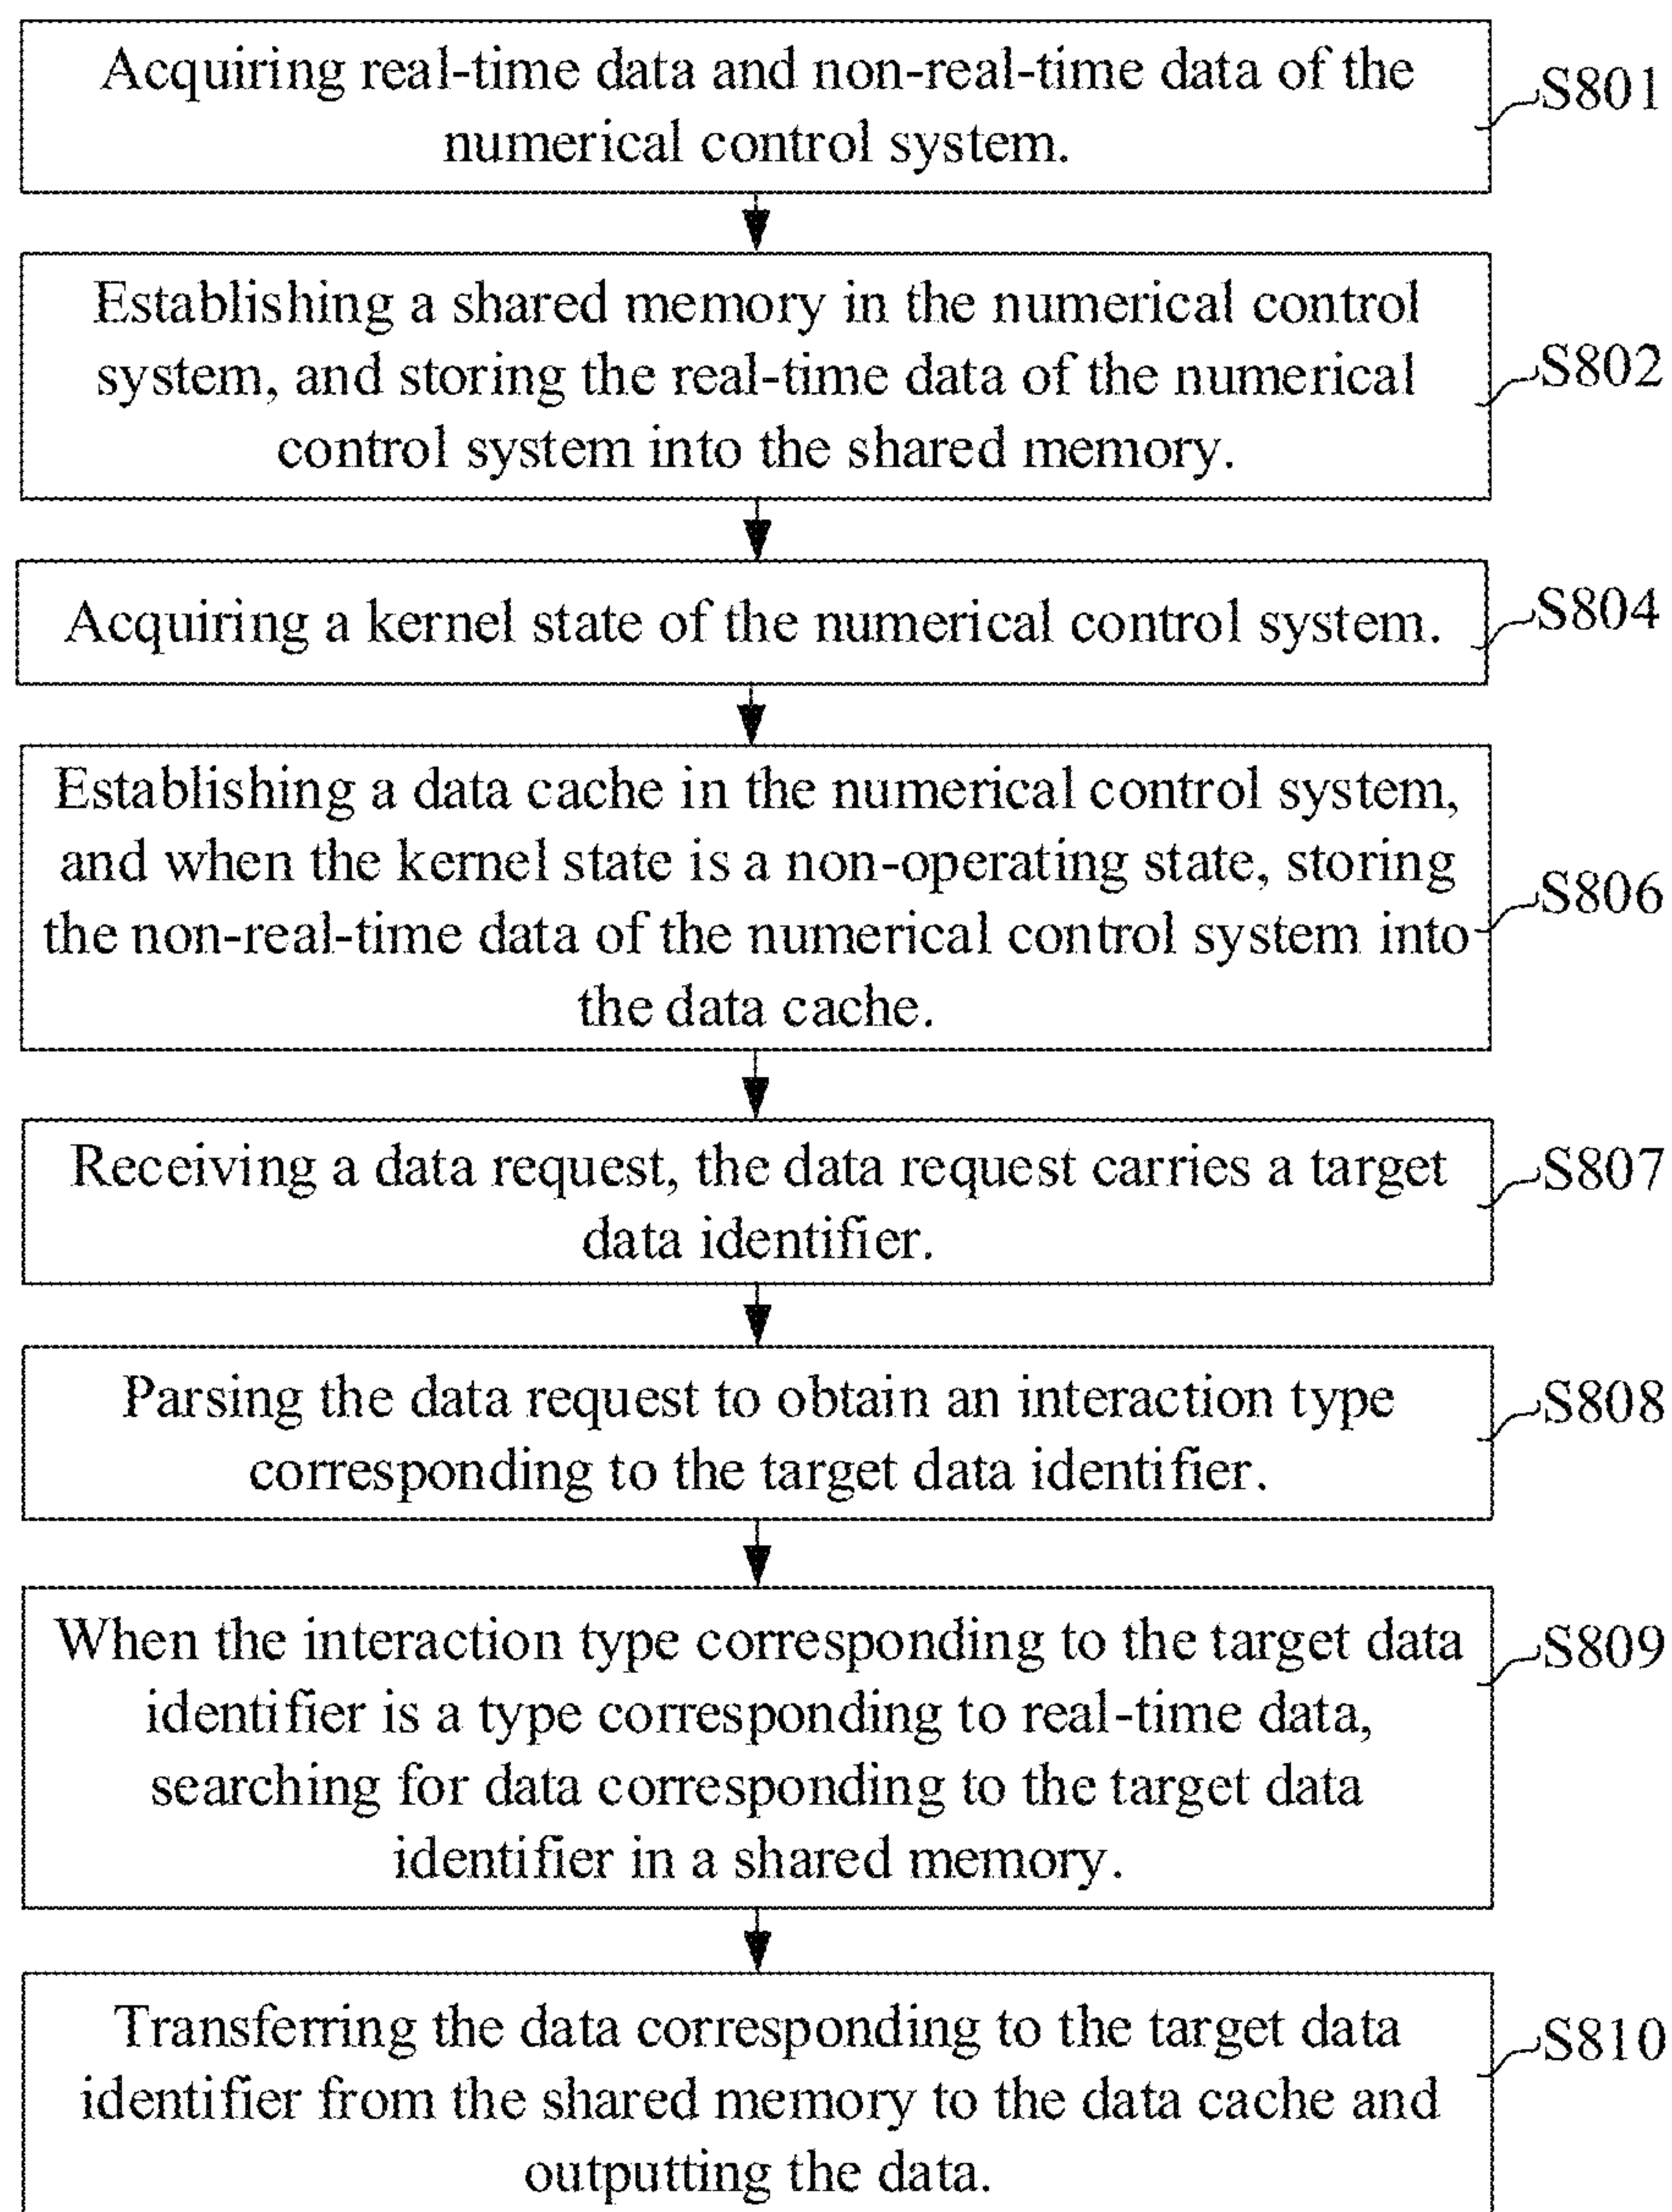 Acquiring real-time data and non-real-time data of the
numerical control system.
S801
Establishing a shared memory in the numerical control
system, and storing the real-time data of the numerical
control system into the shared memory.
S802
Acquiring a kernel state of the numerical control system.
S804
Establishing a data cache in the numerical control system,
and when the kernel state is a non-operating state, storing
the non-real-time data of the numerical control system into
the data cache.
S806
Receiving a data request, the data request carries a target
data identifier.
S807
Parsing the data request to obtain an interaction type
corresponding to the target data identifier.
S808
When the interaction type corresponding to the target data
identifier is a type corresponding to real-time data,
searching for data corresponding to the target data
identifier in a shared memory.
S809
Transferring the data corresponding to the target data
identifier from the shared memory to the data cache and
outputting the data.
S810